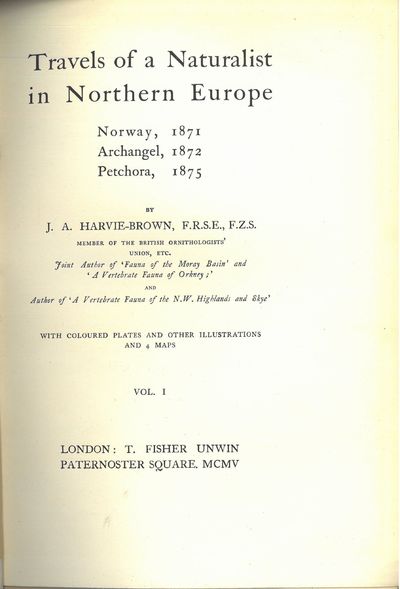 Travels of a Naturalist
in Northern Europe
Norway, 1871
Archangel, 1872
Petchora, 1875
BY
J. A. HARVIE-BROWN, F.R.S.E., F.Z.S.
MEMBER OF THE BRITISH ORNITHOLOGISTS'
UNION, ETC.
Joint Author of 'Fauna of the Moray Basin' and
'A Vertebrate Fauna of Orkney;'
AND
Author of 'A Vertebrate Fauna of the N.W. Highlands and Skye'
WITH COLOURED PLATES AND OTHER ILLUSTRATIONS
AND 4 MAPS
VOL. I
LONDON: T. FISHER UNWIN
PATERNOSTER SQUARE. MCMV